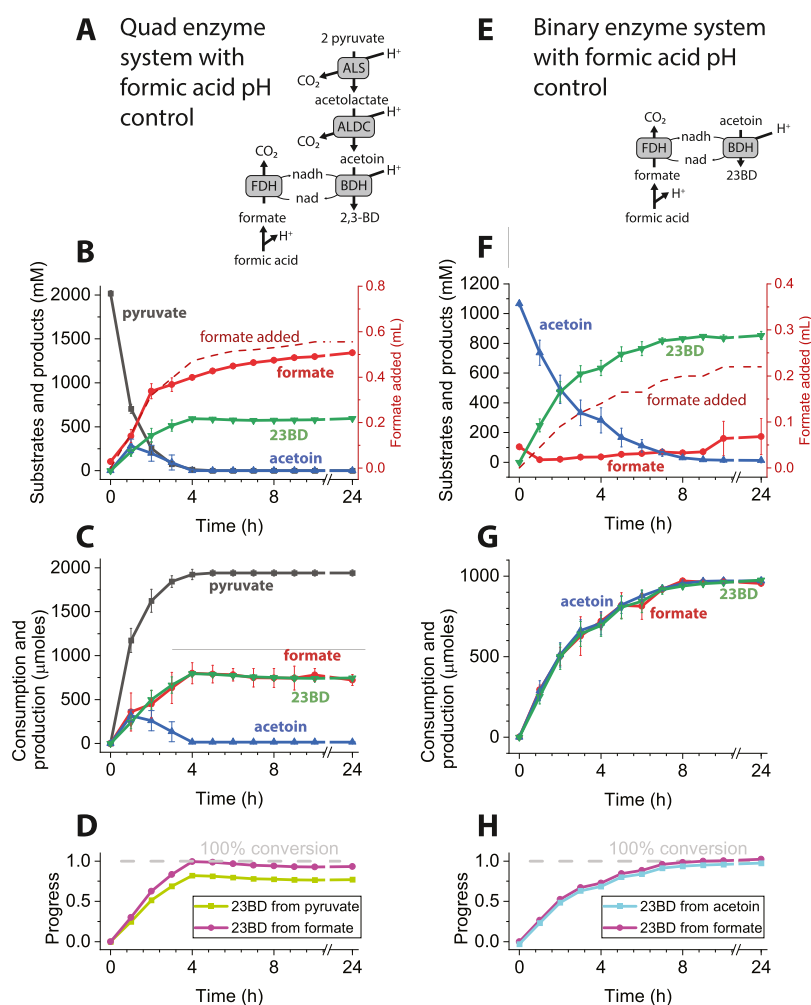 A
Quad enzyme
system with
formic acid pH
control
2 pyruvate
H+
ALS
CO2
acetolactate
H+
ALDC
CO2
acetoin
CO2
H+
nadh
FDH
BDH
nad
formate
2,3-BD
H+
formic acid
E
Binary enzyme system
with formic acid pH
control
CO2
acetoin
nadh
H+
FDH
BDH
nad
formate
23BD
H+
formic acid
B
Substrates and products (mM)
2000
1500
1000
500
0
pyruvate
formate added
formate
23BD
acetoin
0.8
0.6
0.4
0.2
0.0
Formate added (mL)
0
4
8
24
Time (h)
F
Substrates and products (mM)
1200
1000
800
600
400
200
0
acetoin
23BD
formate added
formate
0.4
0.3
0.2
0.1
0.0
Formate added (mL)
0
4
8
24
Time (h)
C
Consumption and
production (μmoles)
2000
1500
1000
500
0
pyruvate
formate
23BD
acetoin
0
4
8
24
Time (h)
G
Consumption and
production (μmoles)
1000
500
0
acetoin
23BD
formate
0
4
8
24
Time (h)
D
Progress
1.0
0.5
0.0
100% conversion
23BD from pyruvate
23BD from formate
0
4
8
24
Time (h)
H
Progress
1.0
0.5
0.0
100% conversion
23BD from acetoin
23BD from formate
0
4
8
24
Time (h)